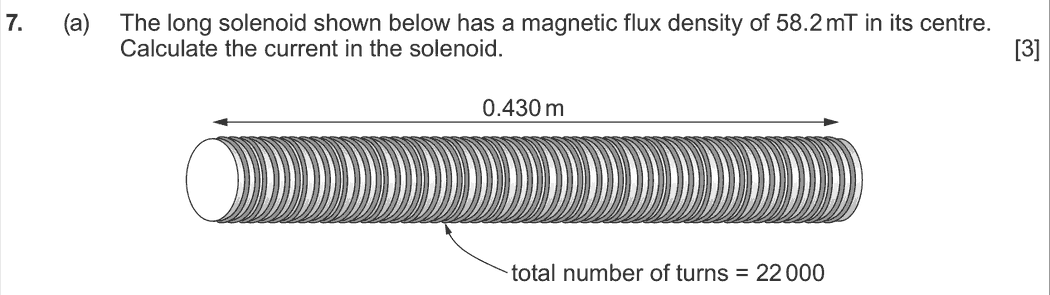 7. (a) The long solenoid shown below has a magnetic flux density of 58.2 mT in its centre.
Calculate the current in the solenoid. [3]
0.430 m
total number of turns = 22 000